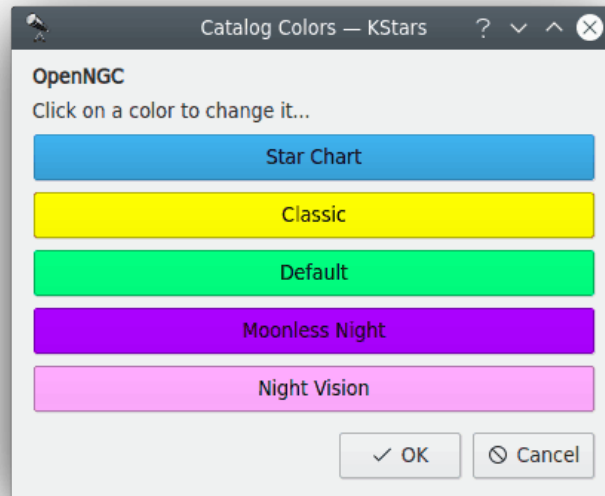 Catalog Colors — KStars
OpenNGC
Click on a color to change it...
Star Chart
Classic
Default
Moonless Night
Night Vision
OK
Cancel